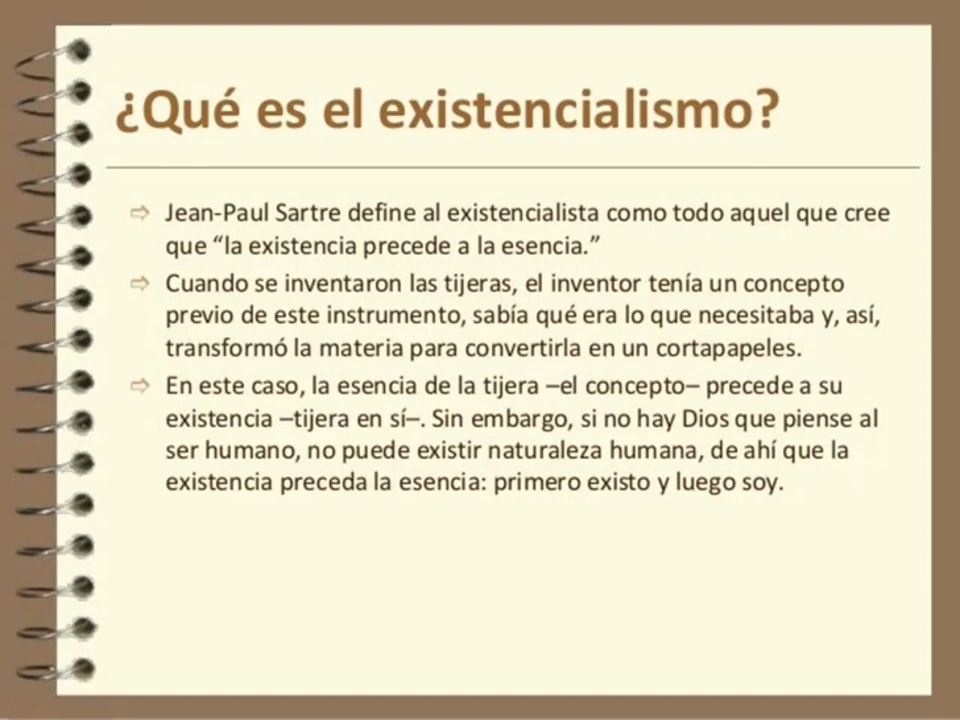 ¿Qué es el existencialismo?
⇨ Jean-Paul Sartre define al existencialista como todo aquel que cree
que “la existencia precede a la esencia.”
⇨ Cuando se inventaron las tijeras, el inventor tenía un concepto
previo de este instrumento, sabía qué era lo que necesitaba y, así,
transformó la materia para convertirla en un cortapapeles.
⇨ En este caso, la esencia de la tijera –el concepto– precede a su
existencia –tijera en sí–. Sin embargo, si no hay Dios que piense al
ser humano, no puede existir naturaleza humana, de ahí que la
existencia preceda la esencia: primero existo y luego soy.